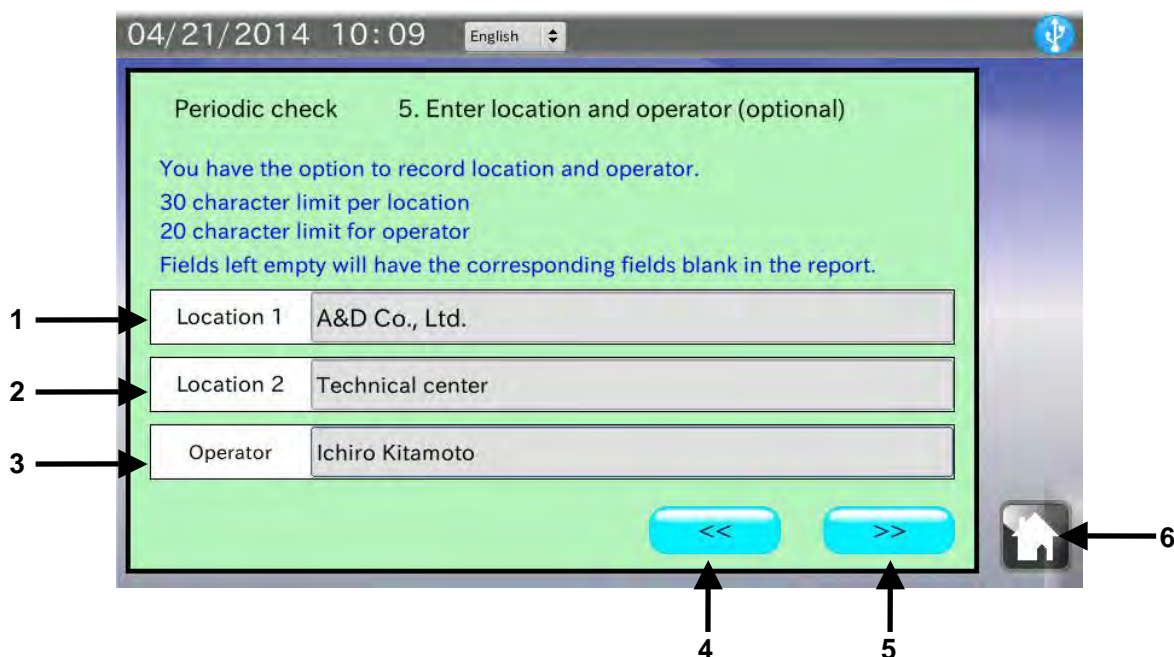 04/21/2014 10:09 English
Periodic check 5. Enter location and operator (optional)
You have the option to record location and operator.
30 character limit per location
20 character limit for operator
Fields left empty will have the corresponding fields blank in the report.
1 Location 1 A&D Co., Ltd.
2 Location 2 Technical center
3 Operator Ichiro Kitamoto
<< >>
6
4 5